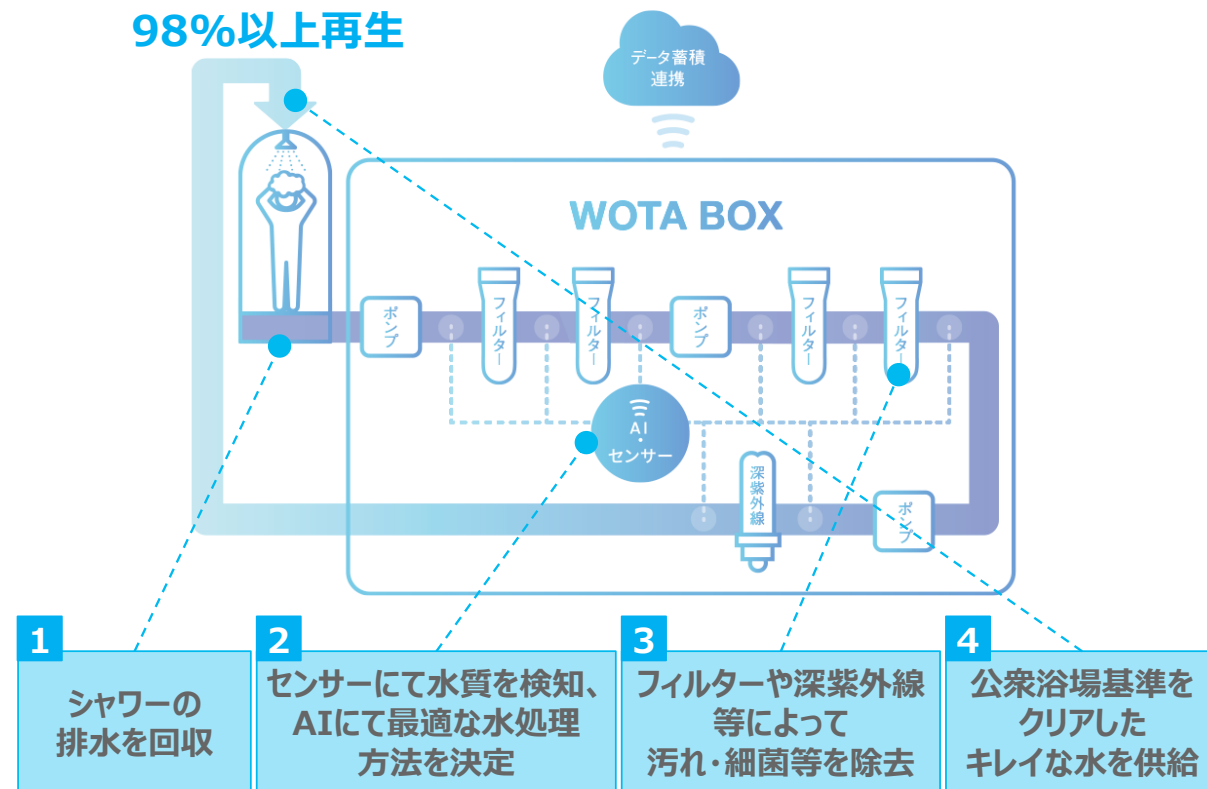 98%以上再生
データ蓄積
連携
WOTA BOX
ポンプ
フィルター
フィルター
ポンプ
フィルター
フィルター
AI
・
センサー
深紫外線
ポンプ
1
シャワーの
排水を回収
2
センサーにて水質を検知、
AIにて最適な水処理
方法を決定
3
フィルターや深紫外線
等によって
汚れ・細菌等を除去
4
公衆浴場基準を
クリアした
キレイな水を供給